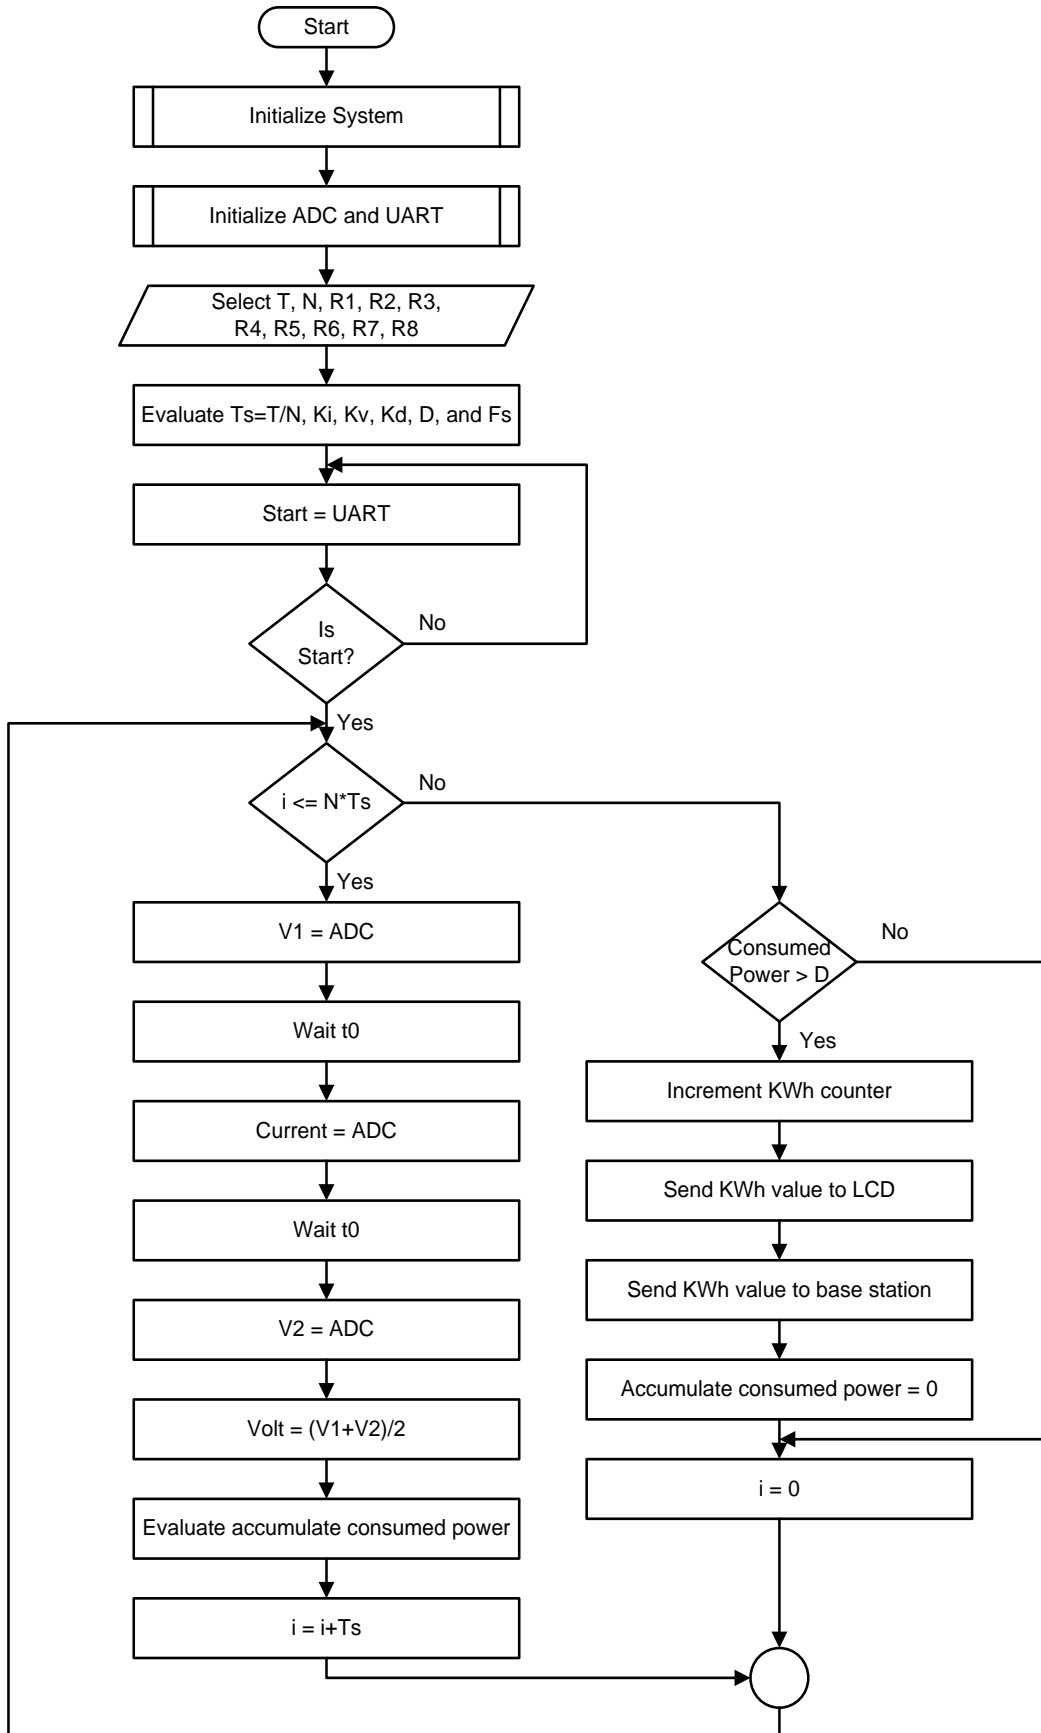 Start
Initialize System
Initialize ADC and UART
Select T, N, R1, R2, R3,
R4, R5, R6, R7, R8
Evaluate Ts=T/N, Ki, Kv, Kd, D, and Fs
Start = UART
Is
Start?
No
Yes
i <= N*Ts
No
Yes
V1 = ADC
Wait t0
Current = ADC
Wait t0
V2 = ADC
Volt = (V1+V2)/2
Evaluate accumulate consumed power
i = i+Ts
Consumed
Power > D
No
Yes
Increment KWh counter
Send KWh value to LCD
Send KWh value to base station
Accumulate consumed power = 0
i = 0